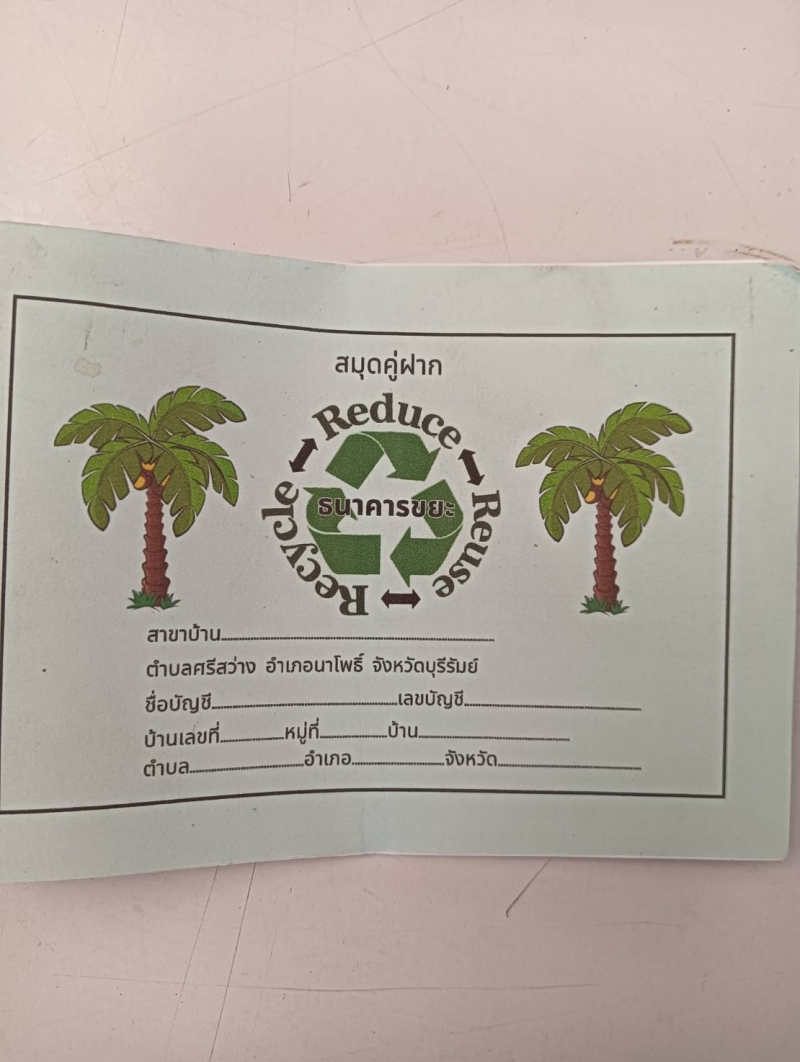 สมุดคู่ฝาก
Reduce
Reuse
Recycle
ธนาคารขยะ
สาขาบ้าน........................................................................
ตำบลศรีสว่าง อำเภอนาโพธิ์ จังหวัดบุรีรัมย์
ชื่อบัญชี................................................เลขบัญชี..............................................
บ้านเลขที่.................หมู่ที่..................บ้าน........................................
ตำบล..............................อำเภอ........................จังหวัด......................................